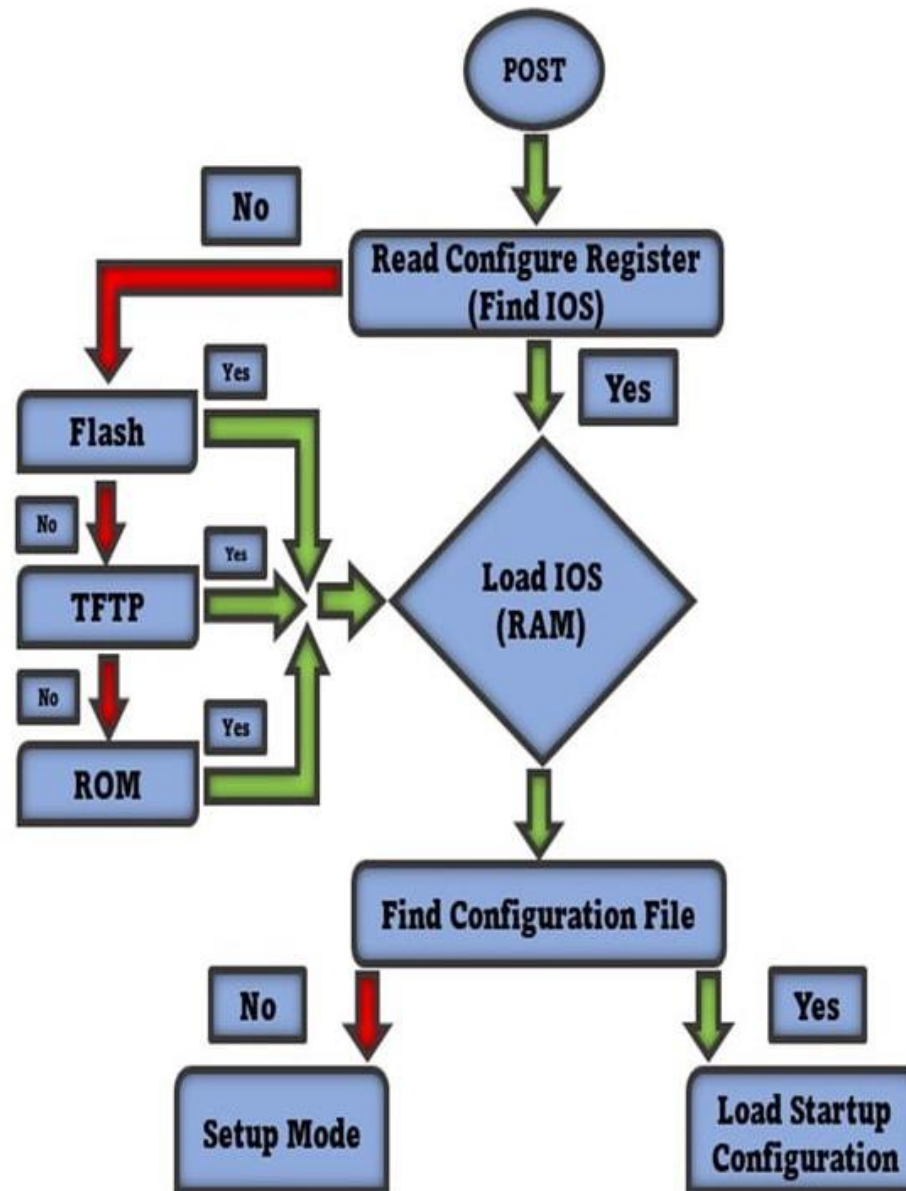 POST
No
Read Configure Register
(Find IOS)
Yes
Yes
Flash
No
Yes
TFTP
Load IOS
(RAM)
No
Yes
ROM
Find Configuration File
No
Yes
Setup Mode
Load Startup
Configuration